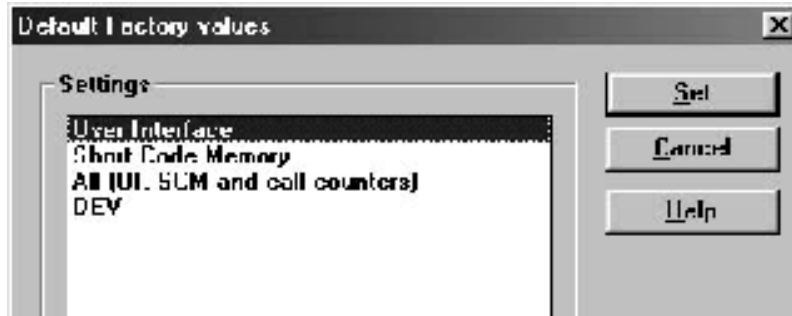 Default Factory values
Settings
User Interface
Short Code Memory
All (UI, SCM and call counters)
DEV
Set
Cancel
Help